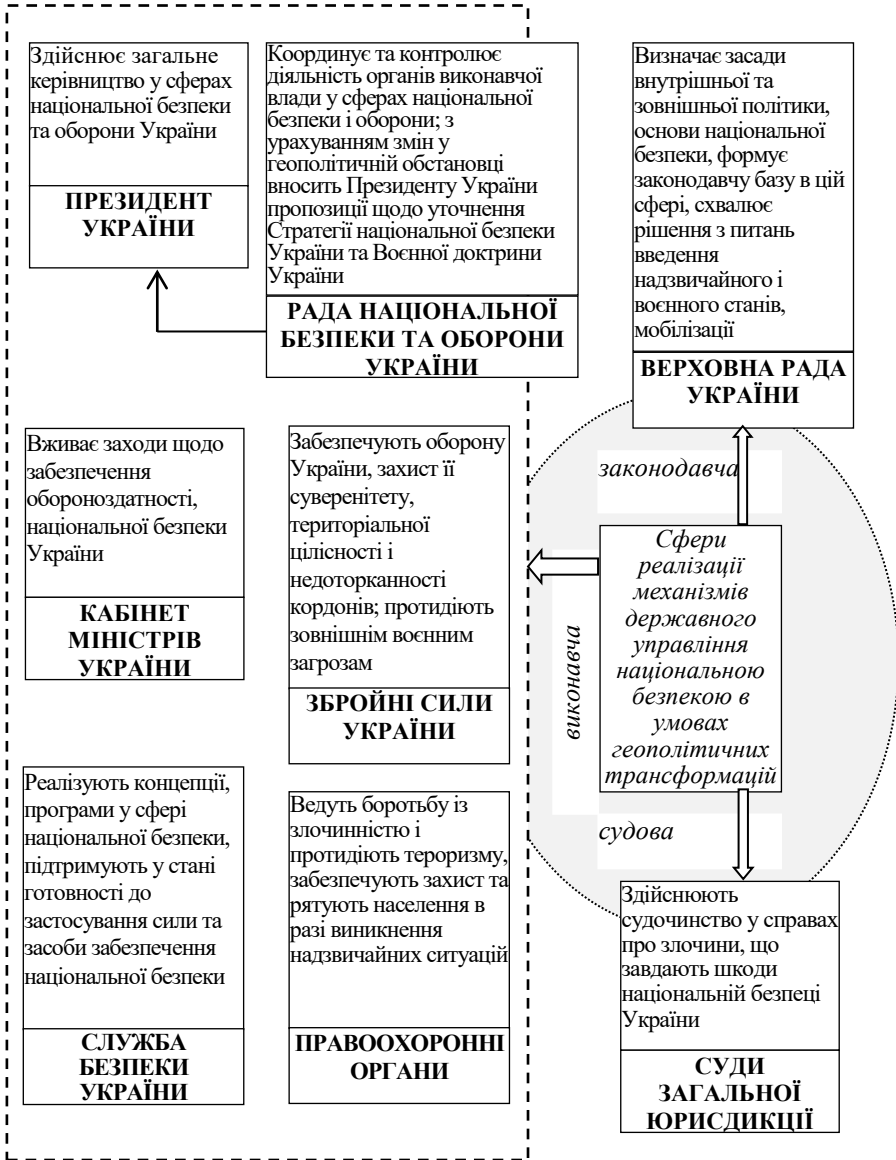 Здійснює загальне
керівництво у сферах
національної безпеки
та оборони України
ПРЕЗИДЕНТ
УКРАЇНИ
Координує та контролює
діяльність органів виконавчої
влади у сферах національної
безпеки і оборони; з
урахуванням змін у
геополітичній обстановці
вносить Президенту України
пропозиції щодо уточнення
Стратегії національної безпеки
України та Воєнної доктрини
України
РАДА НАЦІОНАЛЬНОЇ
БЕЗПЕКИ ТА ОБОРОНИ
УКРАЇНИ
Визначає засади
внутрішньої та
зовнішньої політики,
основи національної
безпеки, формує
законодавчу базу в цій
сфері, схвалює
рішення з питань
введення
надзвичайного і
воєнного станів,
мобілізації
ВЕРХОВНА РАДА
УКРАЇНИ
Вживає заходи щодо
забезпечення
обороноздатності,
національної безпеки
України
КАБІНЕТ
МІНІСТРІВ
УКРАЇНИ
Забезпечують оборону
України, захист її
суверенітету,
територіальної
цілісності і
недоторканності
кордонів; протидіють
зовнішнім воєнним
загрозам
ЗБРОЙНІ СИЛИ
УКРАЇНИ
законодавча
виконавча
Сфери
реалізації
механізмів
державного
управління
національною
безпекою в
умовах
геополітичних
трансформацій
судова
Реалізують концепції,
програми у сфері
національної безпеки,
підтримують у стані
готовності до
застосування сили та
засоби забезпечення
національної безпеки
СЛУЖБА
БЕЗПЕКИ
УКРАЇНИ
Ведуть боротьбу із
злочинністю і
протидіють тероризму,
забезпечують захист та
рятують населення в
разі виникнення
надзвичайних ситуацій
ПРАВООХОРОННІ
ОРГАНИ
Здійснюють
судочинство у справах
про злочини, що
завдають шкоди
національній безпеці
України
СУДИ
ЗАГАЛЬНОЇ
ЮРИСДИКЦІЇ